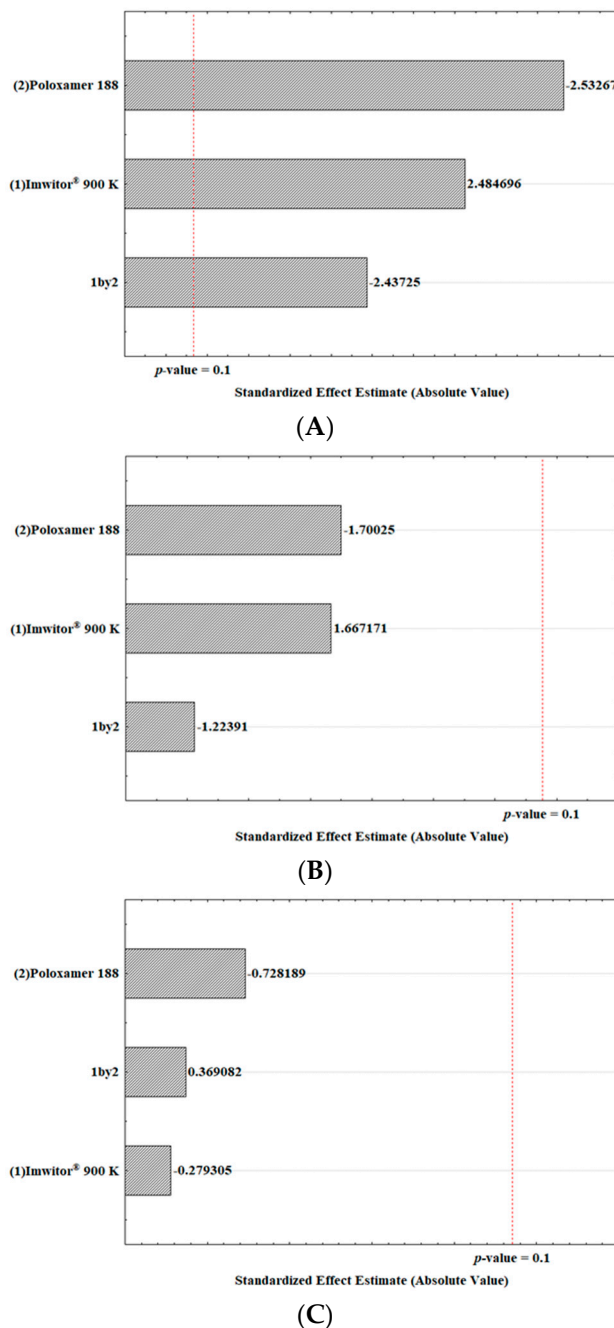 (2)Poloxamer 188
-2.53267
(1)Imwitor® 900 K
2.484696
1by2
-2.43725
p-value = 0.1
Standardized Effect Estimate (Absolute Value)
(A)
(2)Poloxamer 188
-1.70025
(1)Imwitor® 900 K
1.667171
1by2
-1.22391
p-value = 0.1
Standardized Effect Estimate (Absolute Value)
(B)
(2)Poloxamer 188
-0.728189
1by2
0.369082
(1)Imwitor® 900 K
-0.279305
p-value = 0.1
Standardized Effect Estimate (Absolute Value)
(C)